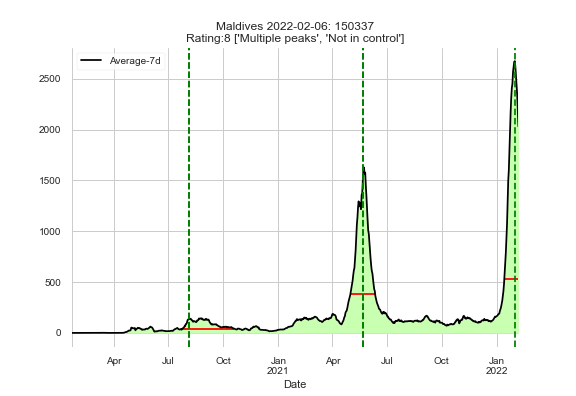 Maldives 2022-02-06: 150337
Rating:8 ['Multiple peaks', 'Not in control']
Average-7d
2500
2000
1500
1000
500
0
Apr Jul Oct Jan Apr Jul Oct Jan
2021 2022
Date